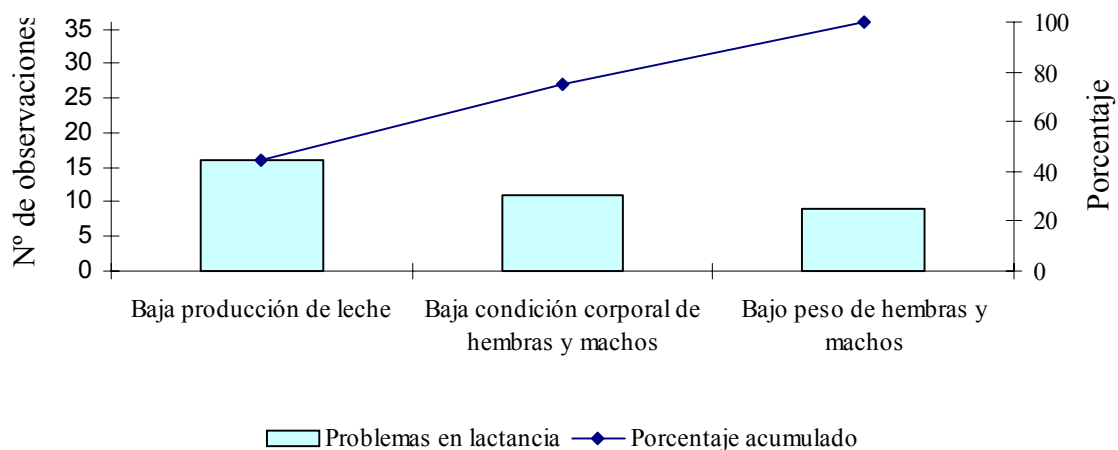 Nº de observaciones
35
30
25
20
15
10
5
0
100
80
60
40
20
0
Porcentaje
Baja producción de leche
Baja condición corporal de
hembras y machos
Bajo peso de hembras y
machos
Problemas en lactancia
Porcentaje acumulado